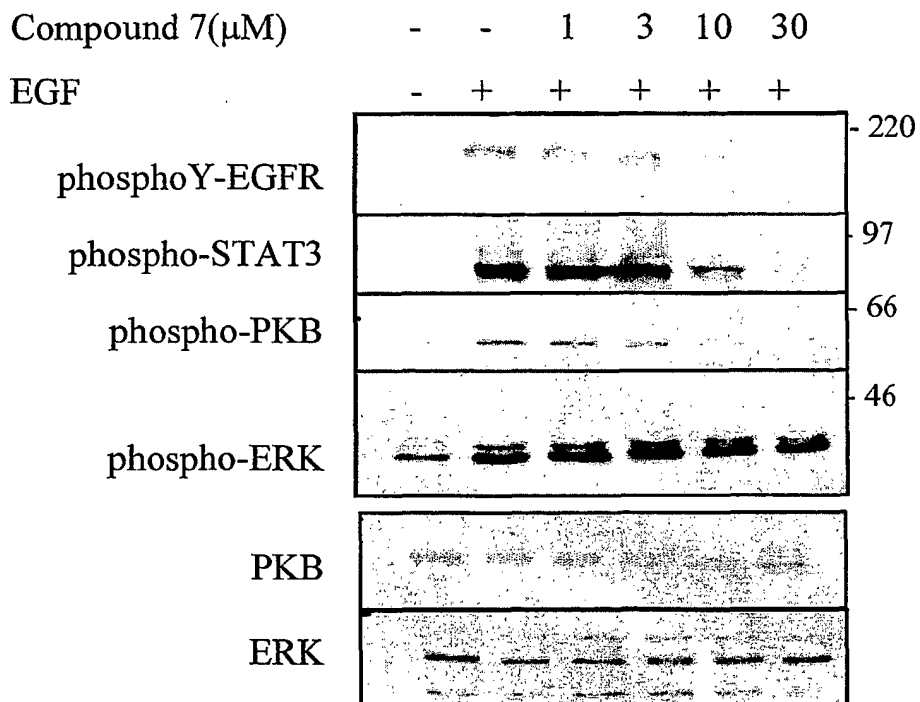 Compound 7(μM) - - 1 3 10 30
EGF - + + + + +
- 220
phosphoY-EGFR
97
phospho-STAT3
- 66
phospho-PKB
- 46
phospho-ERK
PKB
ERK